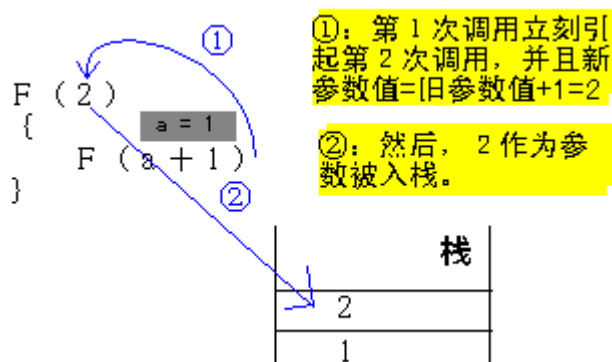 ①
①：第1次调用立刻引
起第2次调用，并且新
参数值=旧参数值+1=2
F (2)
{
a = 1
F (a + 1)
②
}
②：然后，2作为参
数被入栈。
栈
2
1